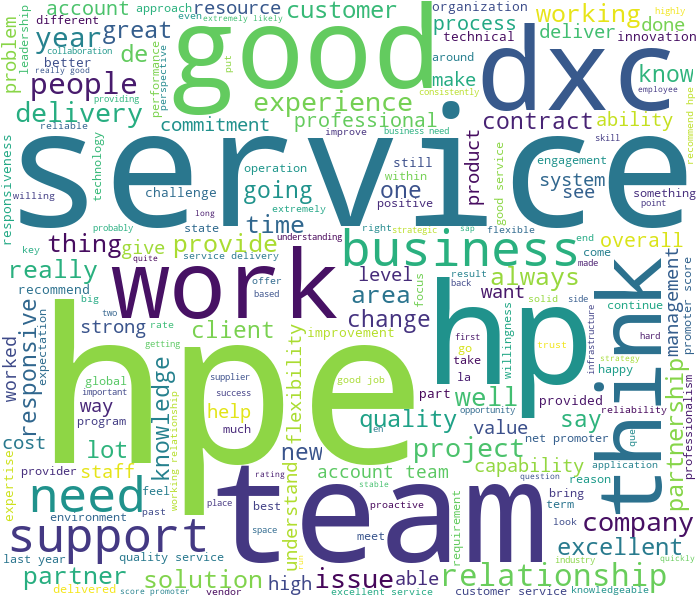 different
approach
account
resource
customer
organization
process
working
done
highly
problem
leadership
collaboration
even
extremely likely
year
great
better
really good
de
people
providing
performance
perspective
put
good
make
technical
around
consistently
dxc
deliver
innovation
know
delivery
experience
reliable
commitment
professional
improve
business need
contract
ability
employee
skill
recommend hpe
responsiveness
technology
service
product
good service
willing
challenge
operation
going
still
within
one
positive
engagement
system
see
something
point
probably
long
state
extremely
time
right
strategic
sap
flexible
understanding
thing
give
provide
business
end
come
made
overall
key
quite
service delivery
really
recommend
big
offer
based
work
level
area
want
focus
result
back
always
solid
side
continue
think
management
promoter score
strong
two
rate
change
responsive
worked
expectation
getting
client
improvement
hpe
hp
first
go
take
willingness
trust
infrastructure
strategy
hard
happy
global
important
supplier
success
good job
la
way
program
knowledge
working relationship
help
much
flexibility
part
well
provided
opportunity
say
reliability
partnership
professionalism
cost
lot
quality
value
net promoter
que
expertise
provider
staff
feel
new
project
capability
application
reason
question
need
environment
past
team
rating
account team
stable
place
best
proactive
understand
requirement
bring
term
company
support
space
meet
look
last year
quality service
issue
able
excellent
partner
delivered
solution
high
relationship
industry
quickly
score promoter
vendor
excellent service
customer service
knowledgeable